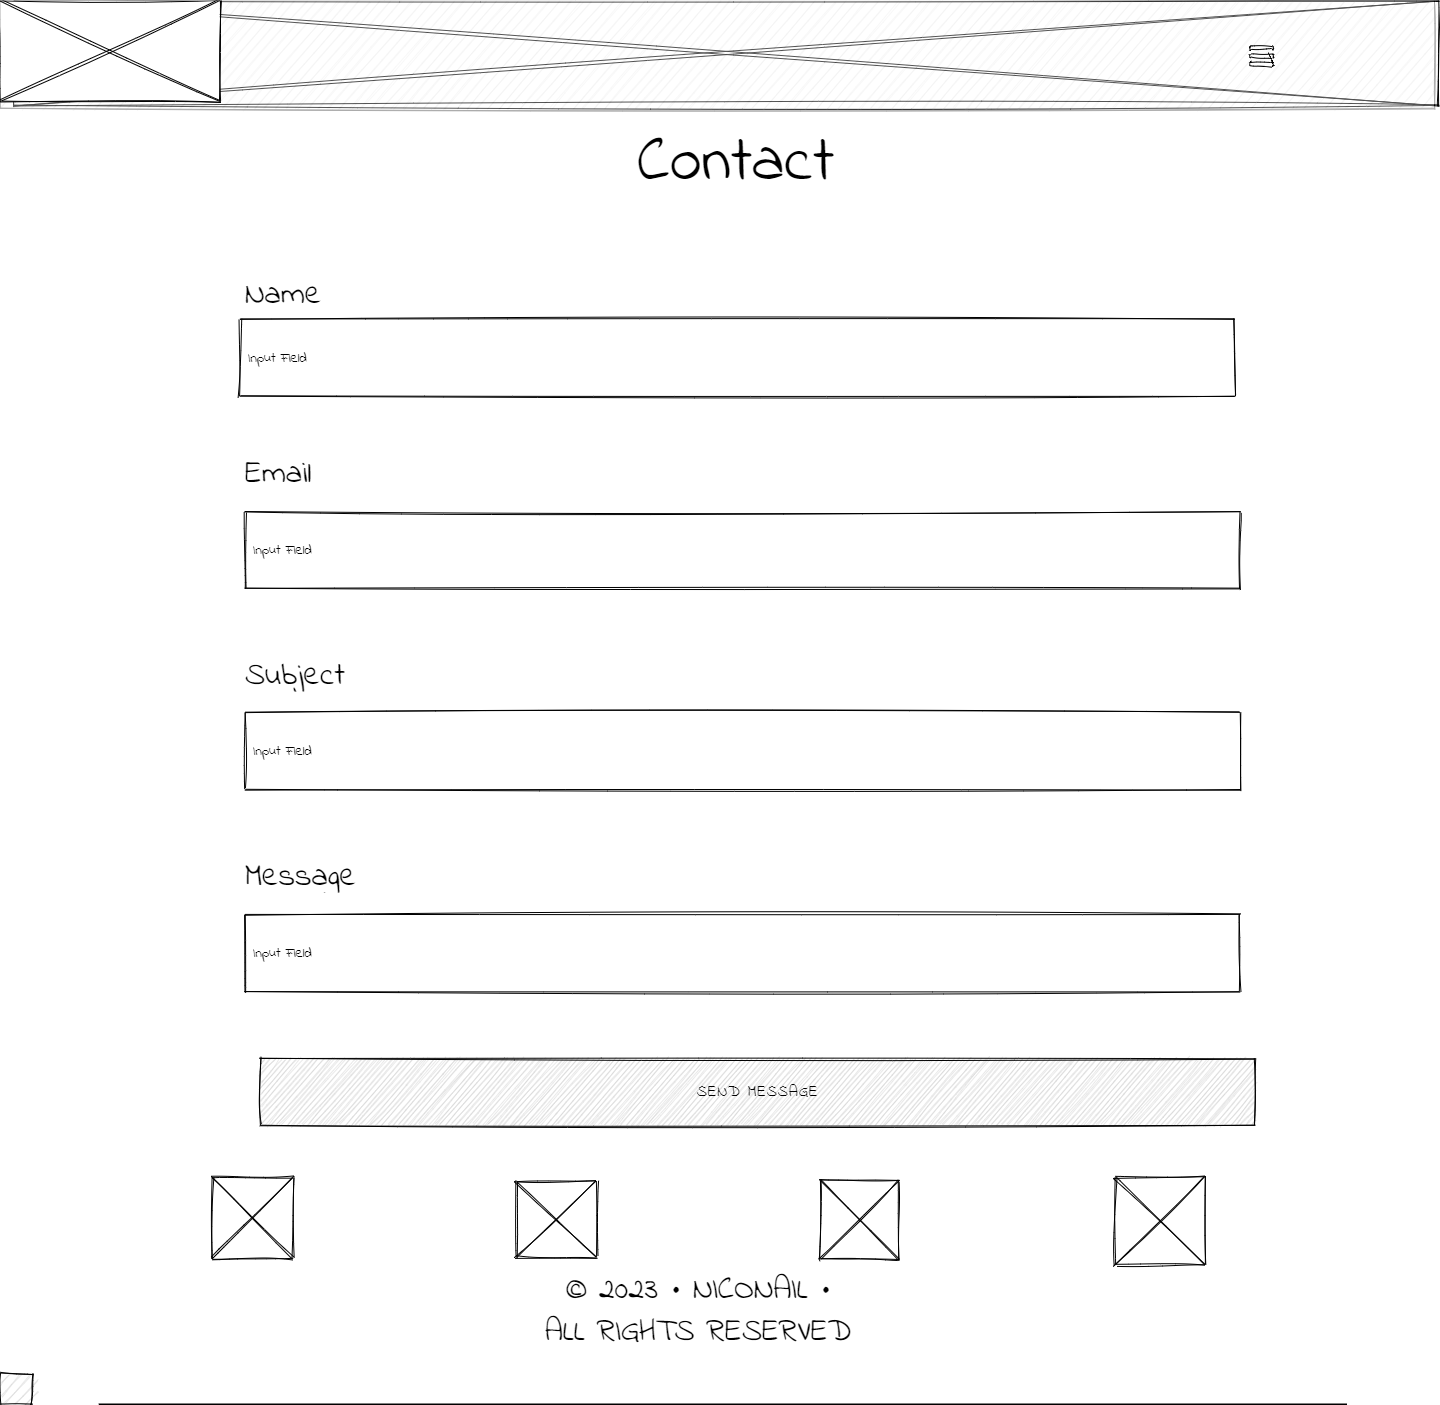 Contact
Name
Input Field
Email
Input Field
Subject
Input Field
Message
Input Field
SEND MESSAGE
© 2023 • NICONAIL •
ALL RIGHTS RESERVED